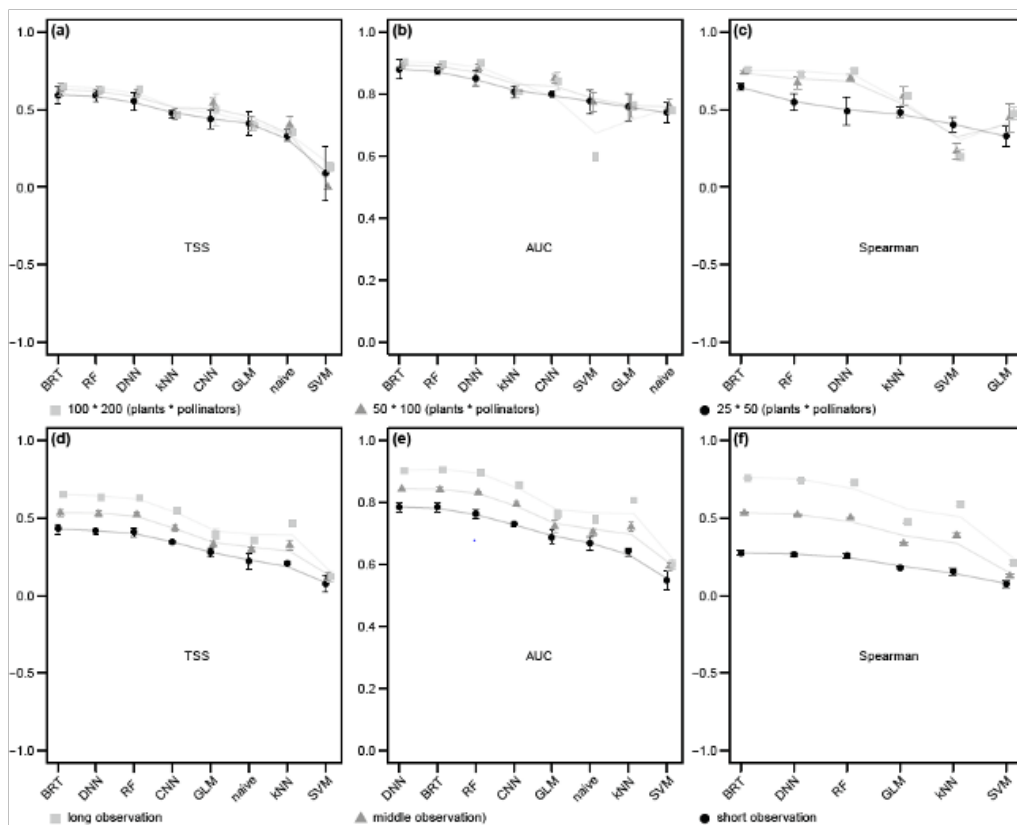 (a) (b) (c)
1.0 1.0 1.0
0.5 0.8 0.5
0.0 0.6 0.0
−0.5 0.4 −0.5
−1.0 0.2 −1.0
0.0
TSS AUC Spearman
BRT RF DNN kNN CNN GLM naive SVM
BRT RF DNN kNN CNN SVM GLM naive
BRT RF DNN kNN SVM GLM
100 * 200 (plants * pollinators) 50 * 100 (plants * pollinators) 25 * 50 (plants * pollinators)
(d) (e) (f)
1.0 1.0 1.0
0.5 0.8 0.5
0.0 0.6 0.0
−0.5 0.4 −0.5
−1.0 0.2 −1.0
0.0
TSS AUC Spearman
BRT DNN RF CNN GLM naive kNN SVM
DNN BRT RF CNN GLM naive kNN SVM
BRT DNN RF GLM kNN SVM
long observation middle observation) short observation